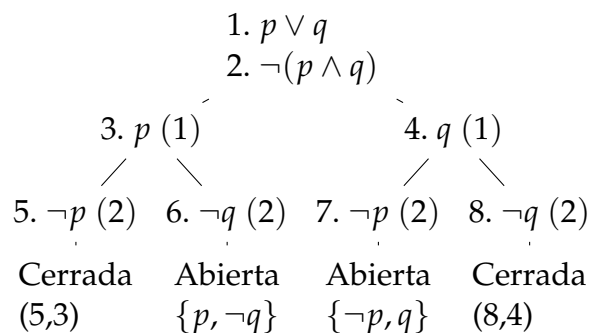 1. p ∨ q
2. ¬(p ∧ q)
3. p (1) 4. q (1)
5. ¬p (2) 6. ¬q (2) 7. ¬p (2) 8. ¬q (2)
Cerrada Abierta Abierta Cerrada
(5,3) {p, ¬q} {¬p, q} (8,4)